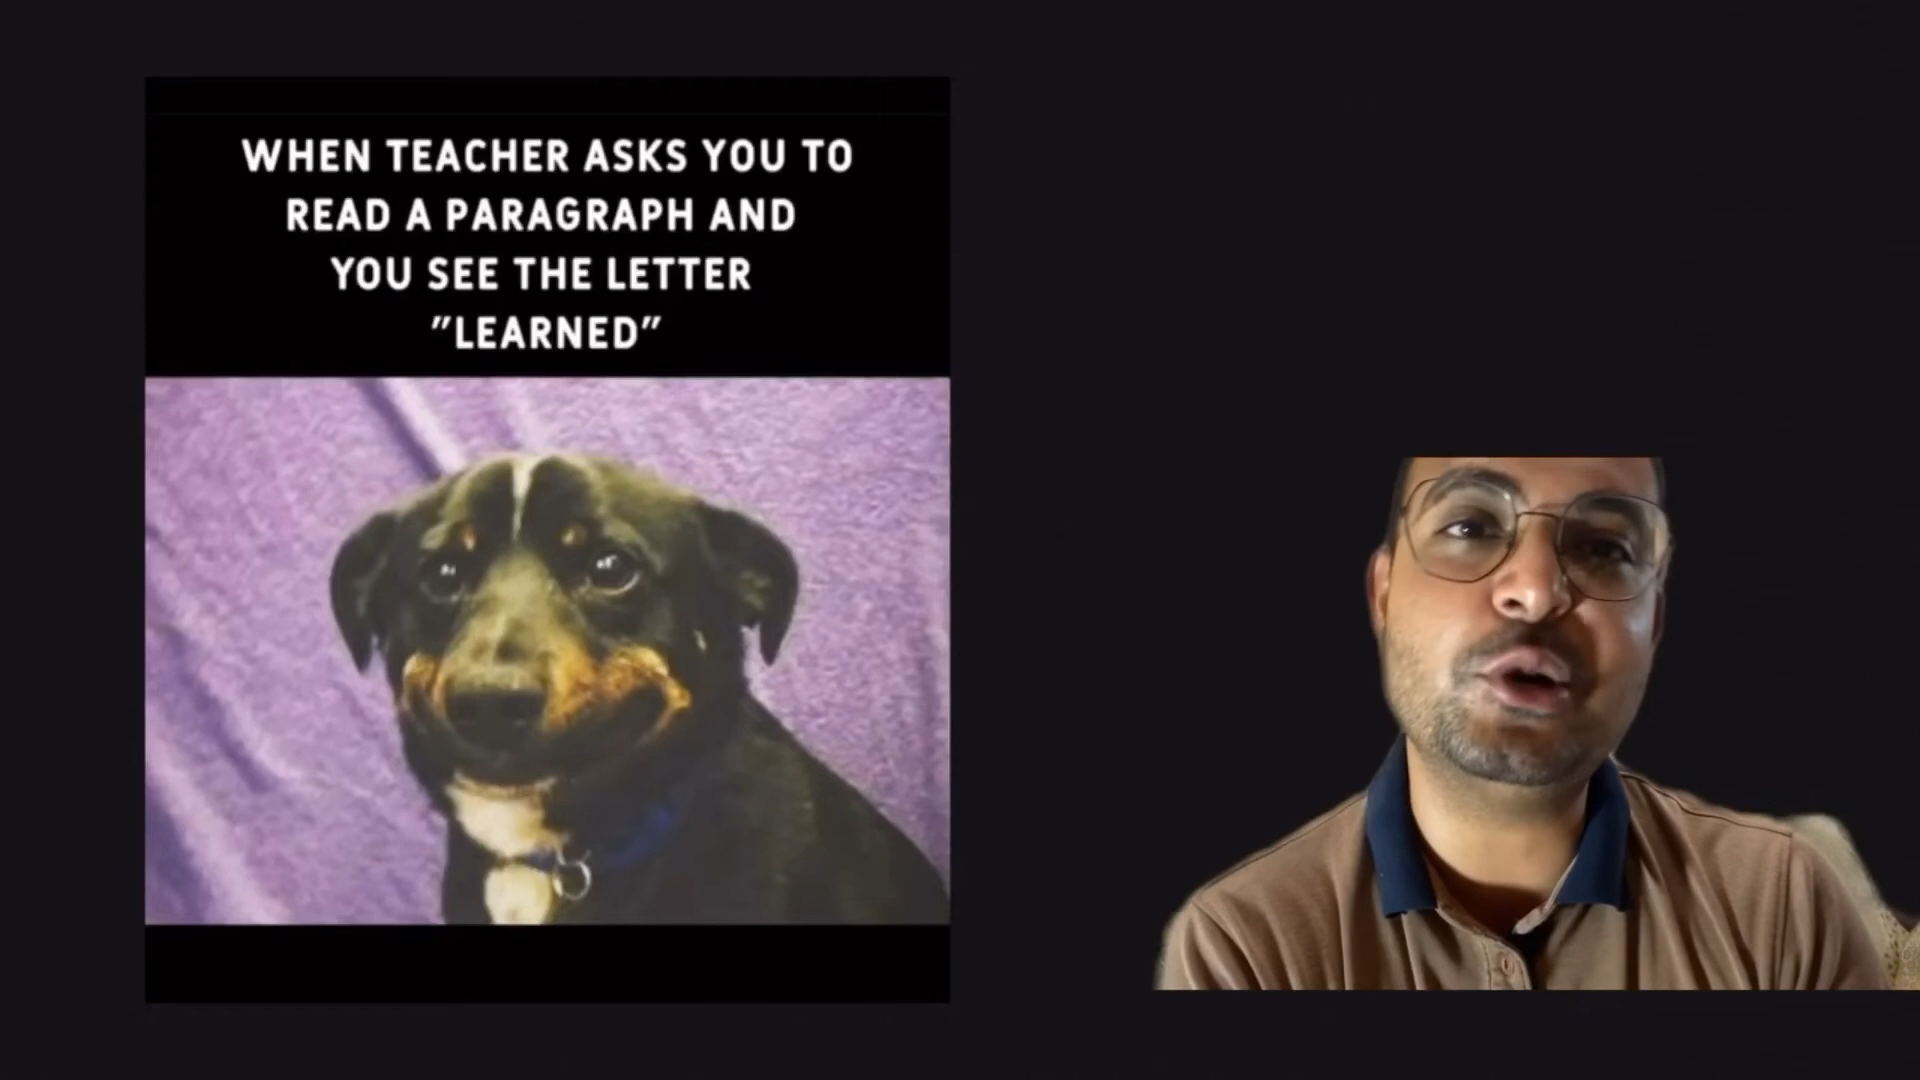 WHEN TEACHER ASKS YOU TO
READ A PARAGRAPH AND
YOU SEE THE LETTER
"LEARNED"